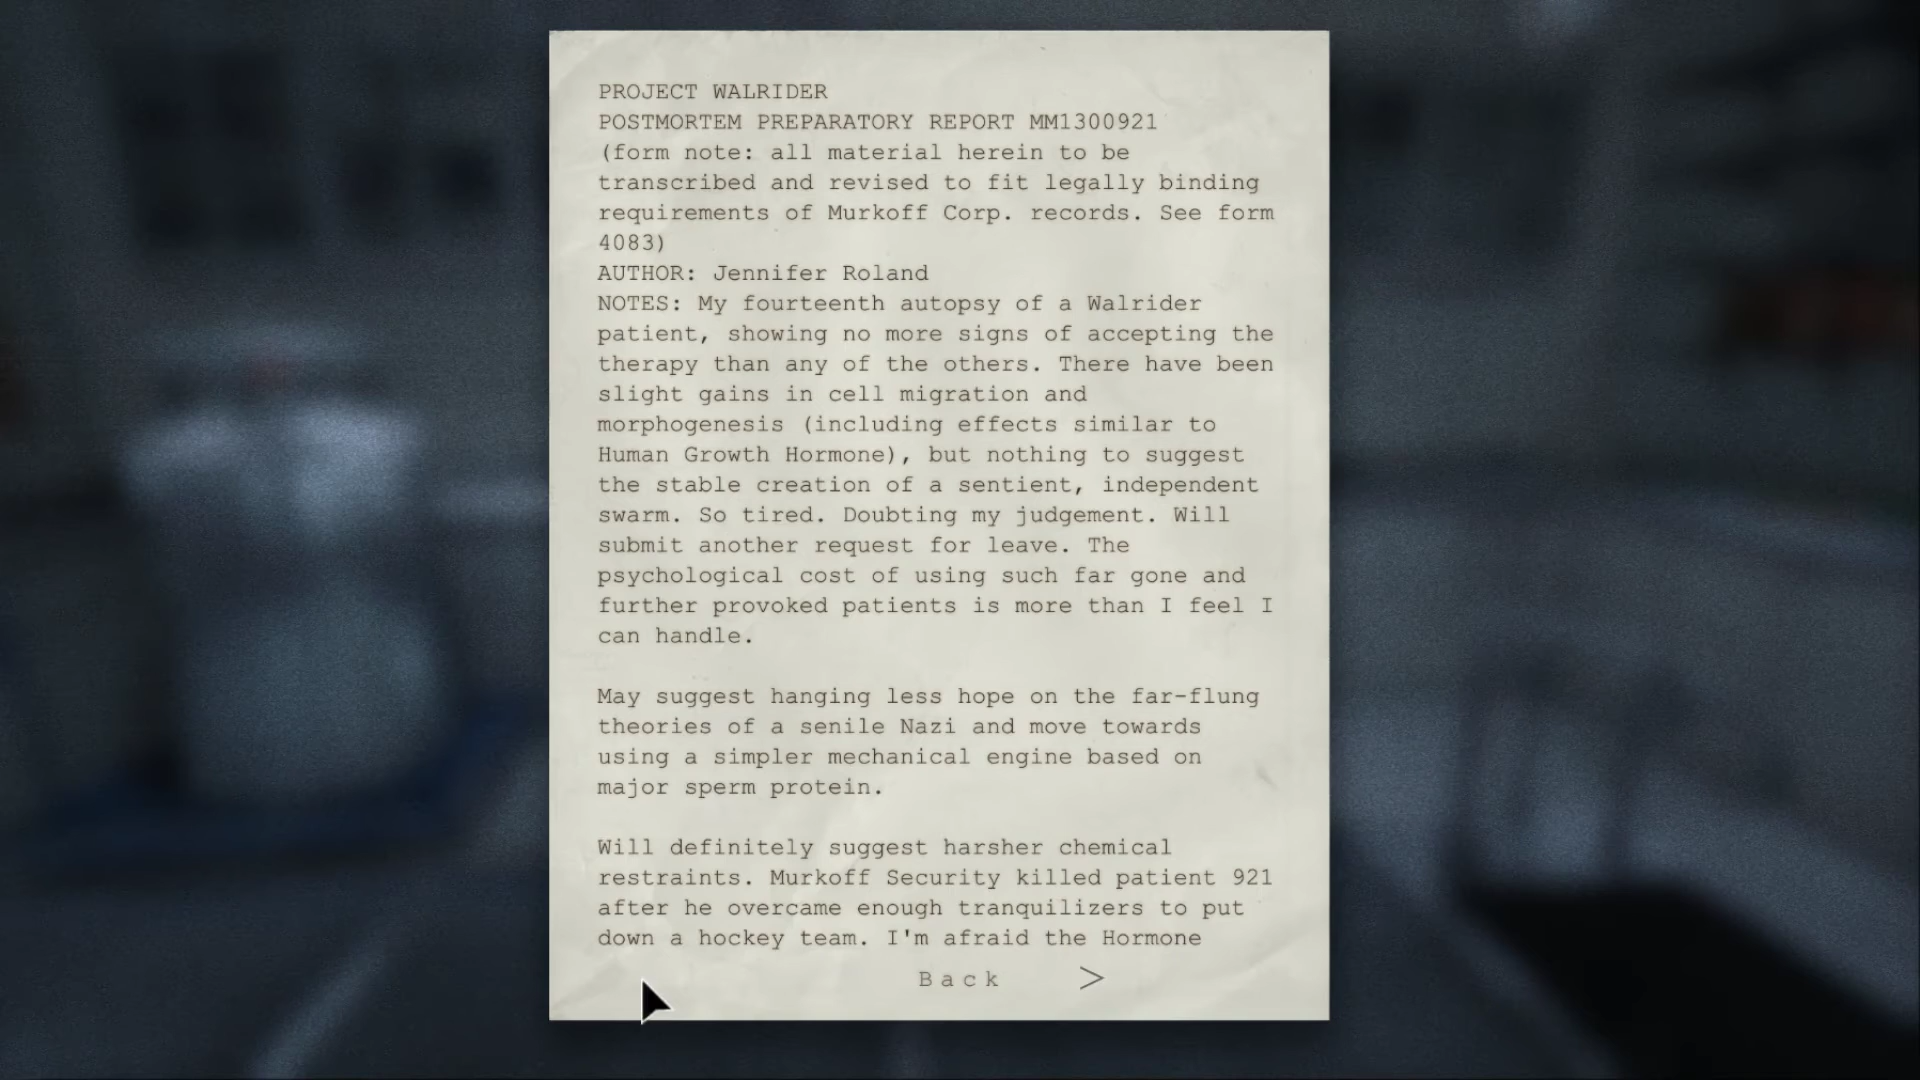 PROJECT WALRIDER
POSTMORTEM PREPARATORY REPORT MM1300921
(form note: all material herein to be
transcribed and revised to fit legally binding
requirements of Murkoff Corp. records. See form
4083)
AUTHOR: Jennifer Roland
NOTES: My fourteenth autopsy of a Walrider
patient, showing no more signs of accepting the
therapy than any of the others. There have been
slight gains in cell migration and
morphogenesis (including effects similar to
Human Growth Hormone), but nothing to suggest
the stable creation of a sentient, independent
swarm. So tired. Doubting my judgement. Will
submit another request for leave. The
psychological cost of using such far gone and
further provoked patients is more than I feel I
can handle.
May suggest hanging less hope on the far-flung
theories of a senile Nazi and move towards
using a simpler mechanical engine based on
major sperm protein.
Will definitely suggest harsher chemical
restraints. Murkoff Security killed patient 921
after he overcame enough tranquilizers to put
down a hockey team. I'm afraid the Hormone
Back >